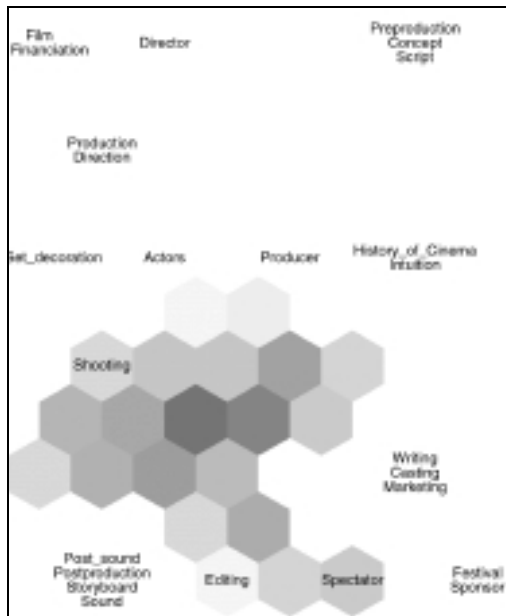 Film
Financiation
Director
Preproduction
Concept
Script
Production
Direction
Set_decoration
Actors
Producer
History_of_Cinema
Intuition
Shooting
Writing
Casting
Marketing
Post_sound
Postproduction
Storyboard
Sound
Editing
Spectator
Festival
Sponsor